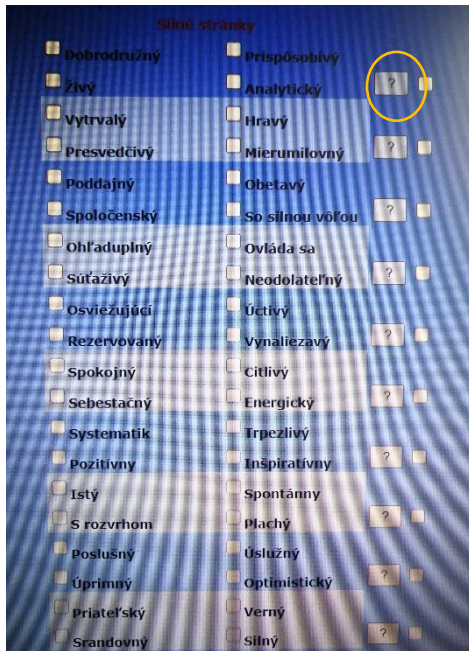 Silné stránky
Dobrodružný Prispôsobivý
Živý Analytický ?
Vytrvalý Hravý
Presvedčivý Mierumilovný ?
Poddajný Obetavý
Spoločenský So silnou vôľou ?
Ohľaduplný Ovláda sa
Súťaživý Neodolateľný ?
Osviežujúci Úctivý
Rezervovaný Vynaliezavý ?
Spokojný Citlivý
Sebestačný Energický ?
Systematik Trpezlivý
Pozitívny Inšpiratívny ?
Istý Spontánny
S rozvrhom Plachý ?
Poslušný Úslužný
Úprimný Optimistický ?
Priateľský Verný
Srandovný Silný ?